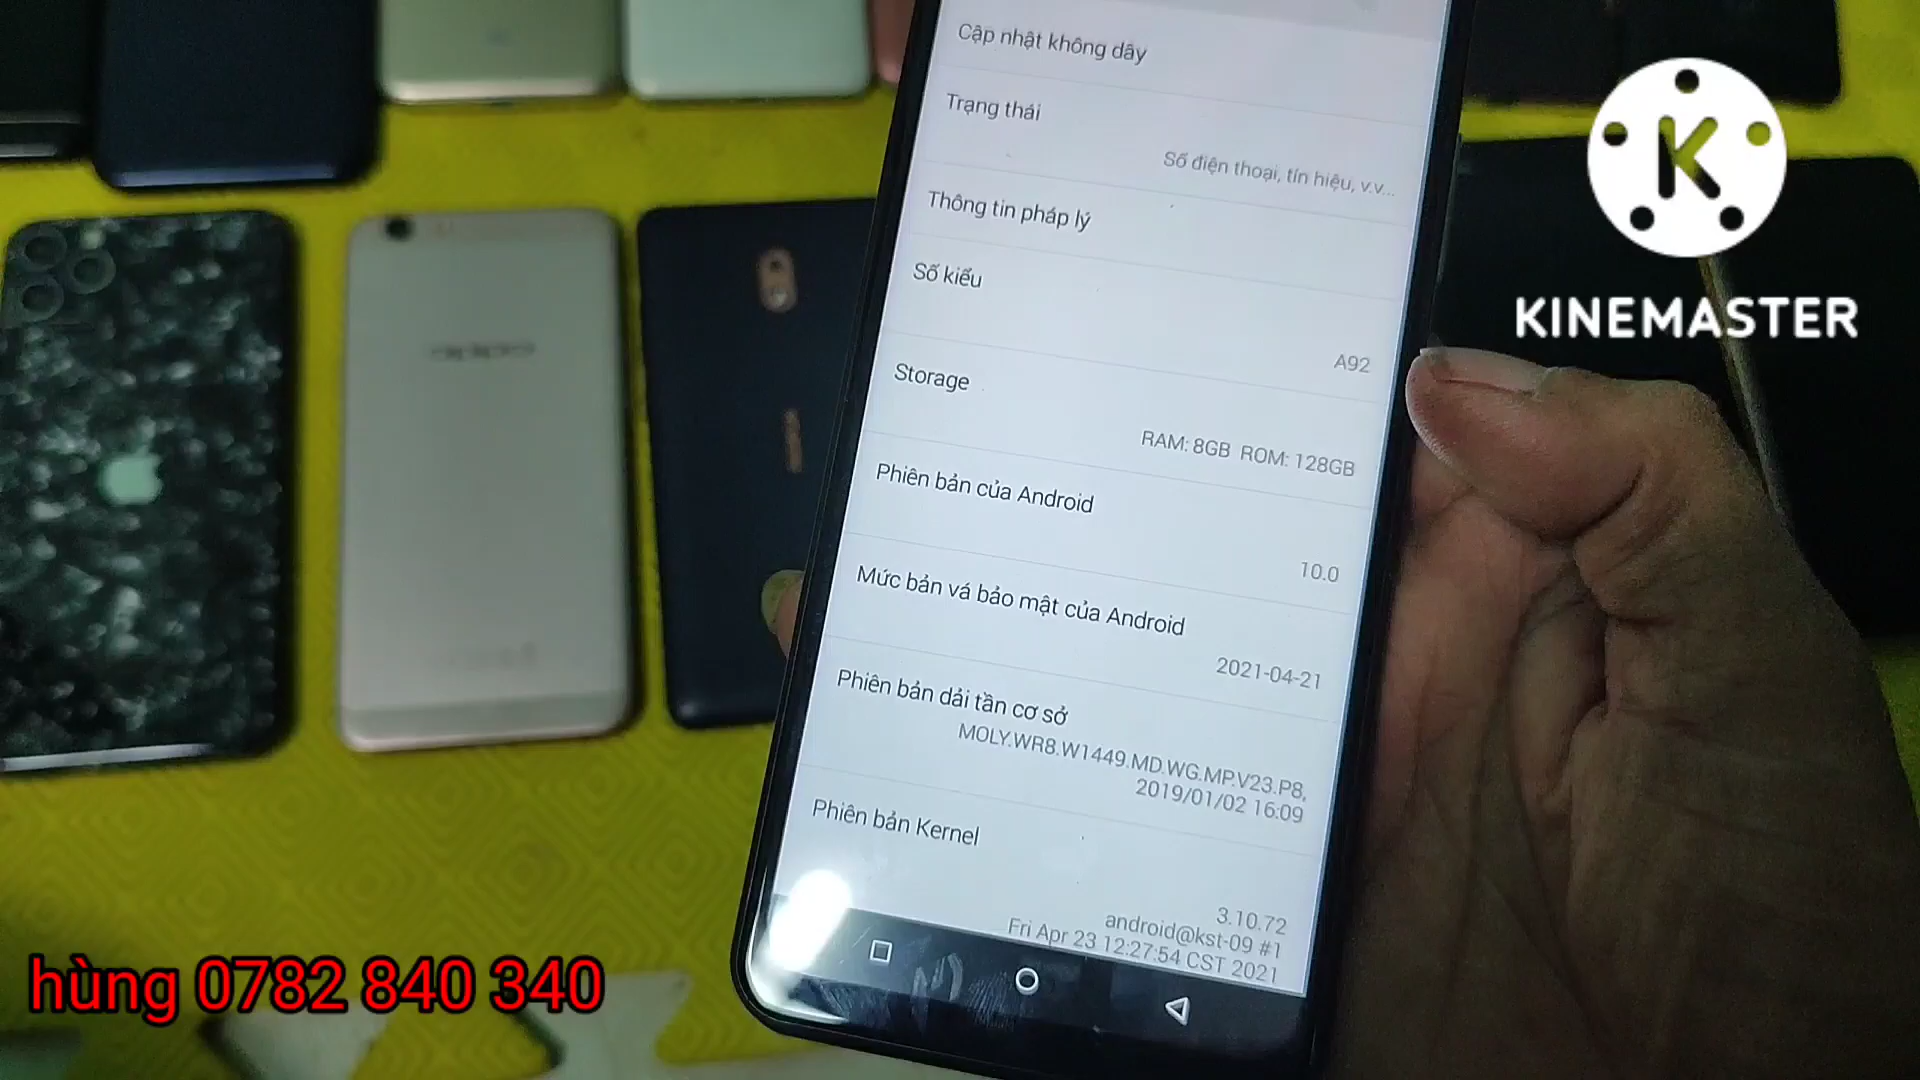 Cập nhật không dây
Trạng thái
Số điện thoại, tín hiệu, v.v...
Thông tin pháp lý
Số kiểu
A92
Storage
RAM: 8GB ROM: 128GB
Phiên bản của Android
10.0
Mức bản vá bảo mật của Android
2021-04-21
Phiên bản dải tần cơ sở
MOLY.WR8.W1449.MD.WG.MP.V23.P8,
2019/01/02 16:09
Phiên bản Kernel
3.10.72
android@kst-09 #1
Fri Apr 23 12:27:54 CST 2021
K
KINEMASTER
oppo
hùng 0782 840 340